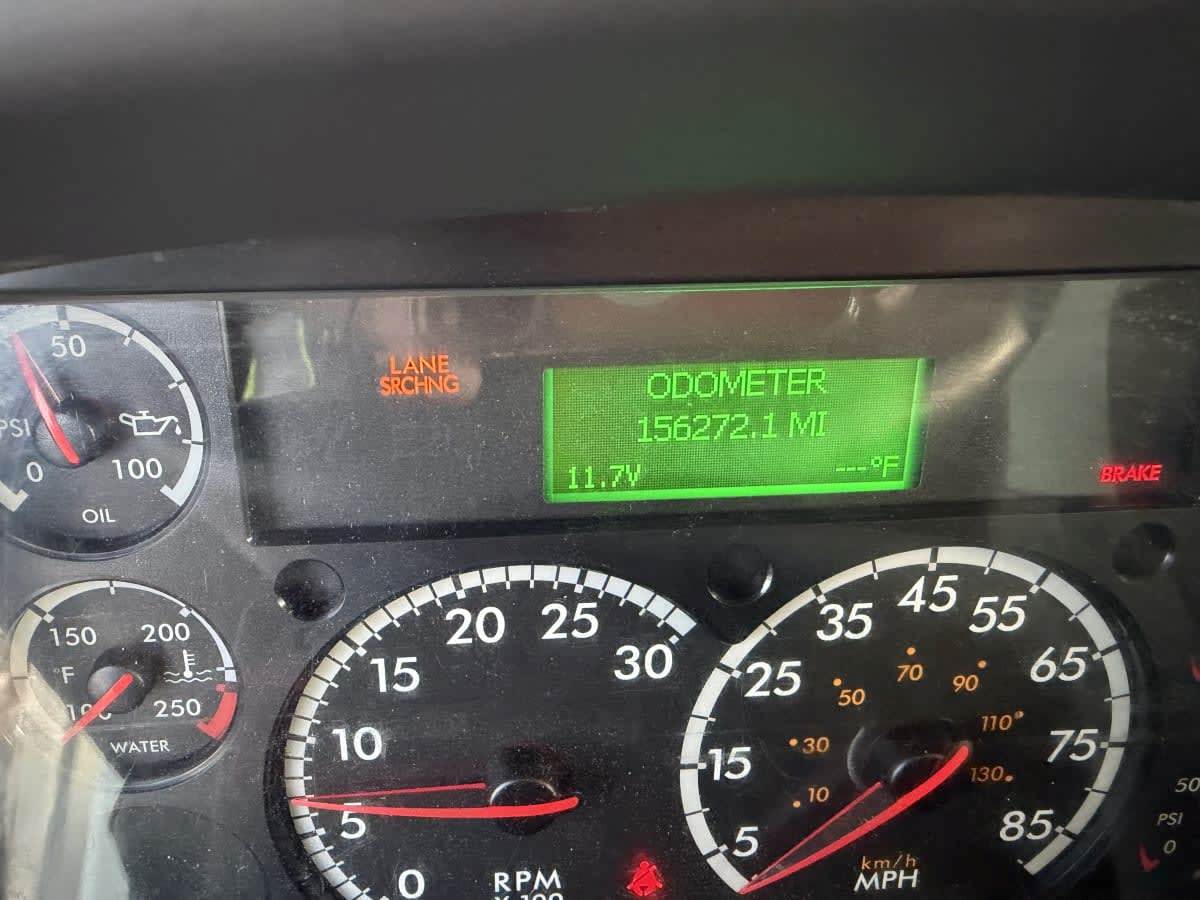 LANE
SRCHNG
ODOMETER
156272.1 MI
11.7V
---°F
BRAKE
50
PSI
0
100
OIL
150
200
°F
250
WATER
0
5
10
15
20
25
30
RPM
5
15
25
35
45
55
65
75
85
10
30
50
70
90
110
130
km/h
MPH
50
PSI
0